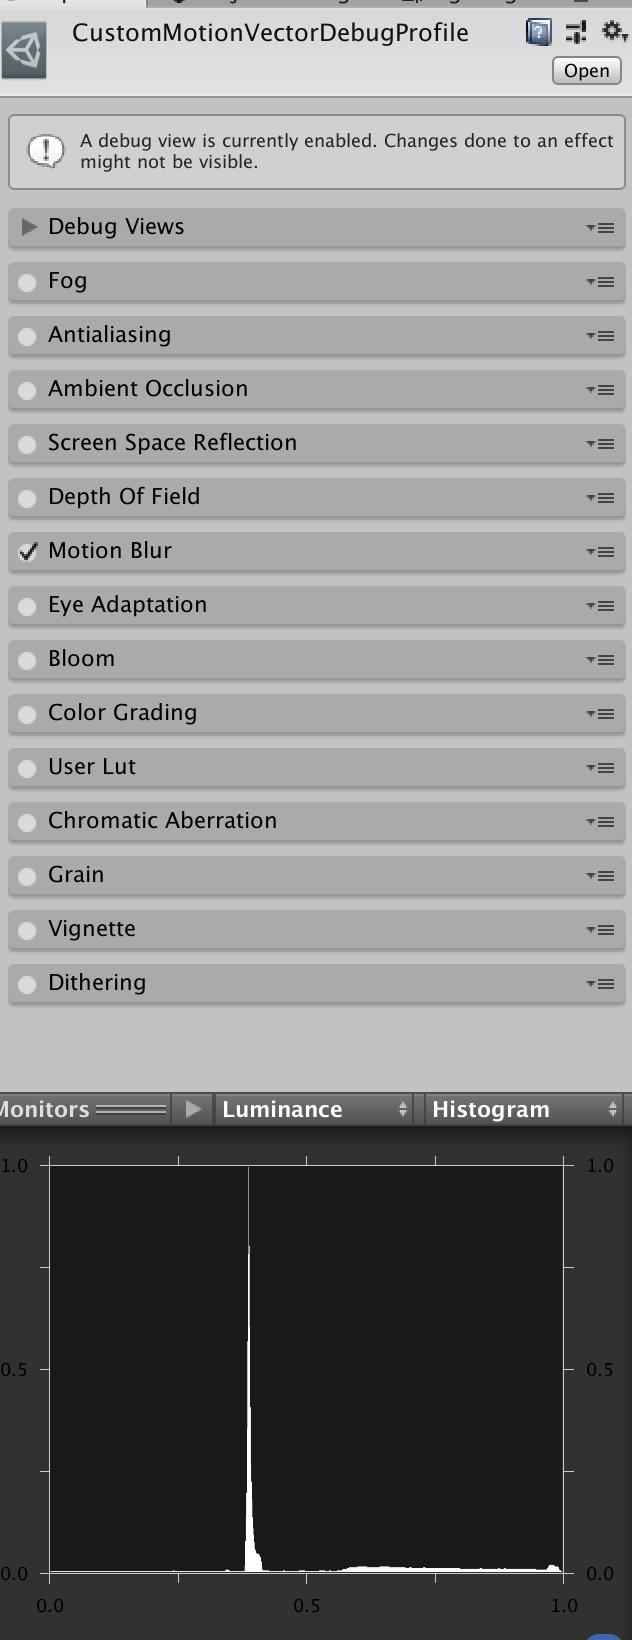 CustomMotionVectorDebugProfile
Open
A debug view is currently enabled. Changes done to an effect
might not be visible.
Debug Views
Fog
Antialiasing
Ambient Occlusion
Screen Space Reflection
Depth Of Field
Motion Blur
Eye Adaptation
Bloom
Color Grading
User Lut
Chromatic Aberration
Grain
Vignette
Dithering
Monitors Luminance Histogram
1.0 1.0
0.5 0.5
0.0 0.0
0.0 0.5 1.0